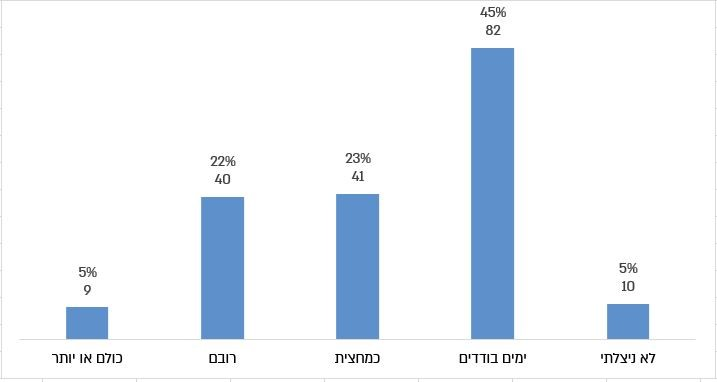 45%
82
23%
41
22%
40
5%
10
5%
9
לא ניצלתי
ימים בודדים
כמחצית
רובם
כולם או יותר